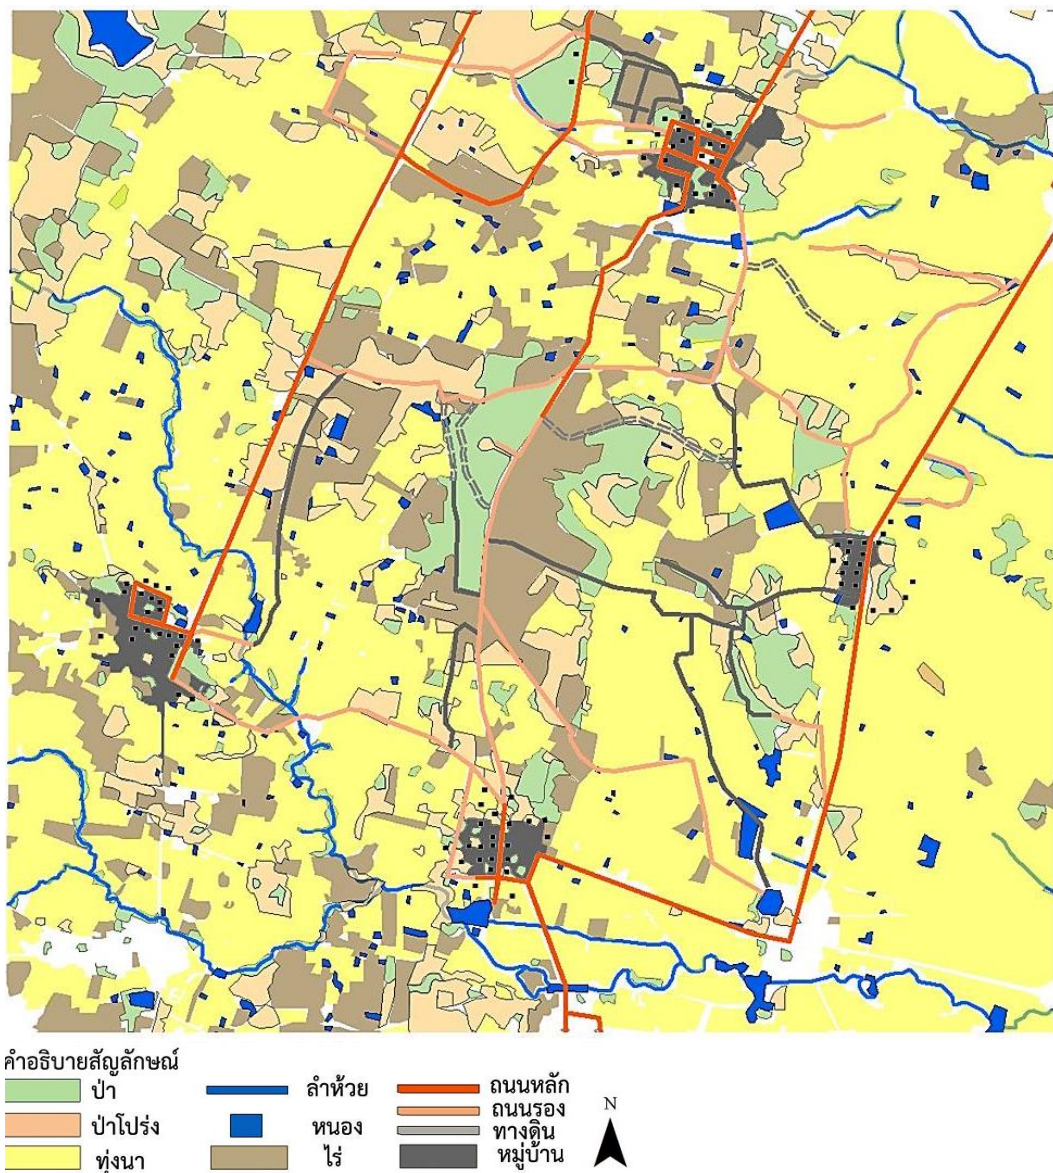 คำอธิบายสัญลักษณ์
ป่า
ลำห้วย
ถนนหลัก
ถนนรอง
N
ป่าโปร่ง
หนอง
ทางดิน
ทุ่งนา
ไร่
หมู่บ้าน